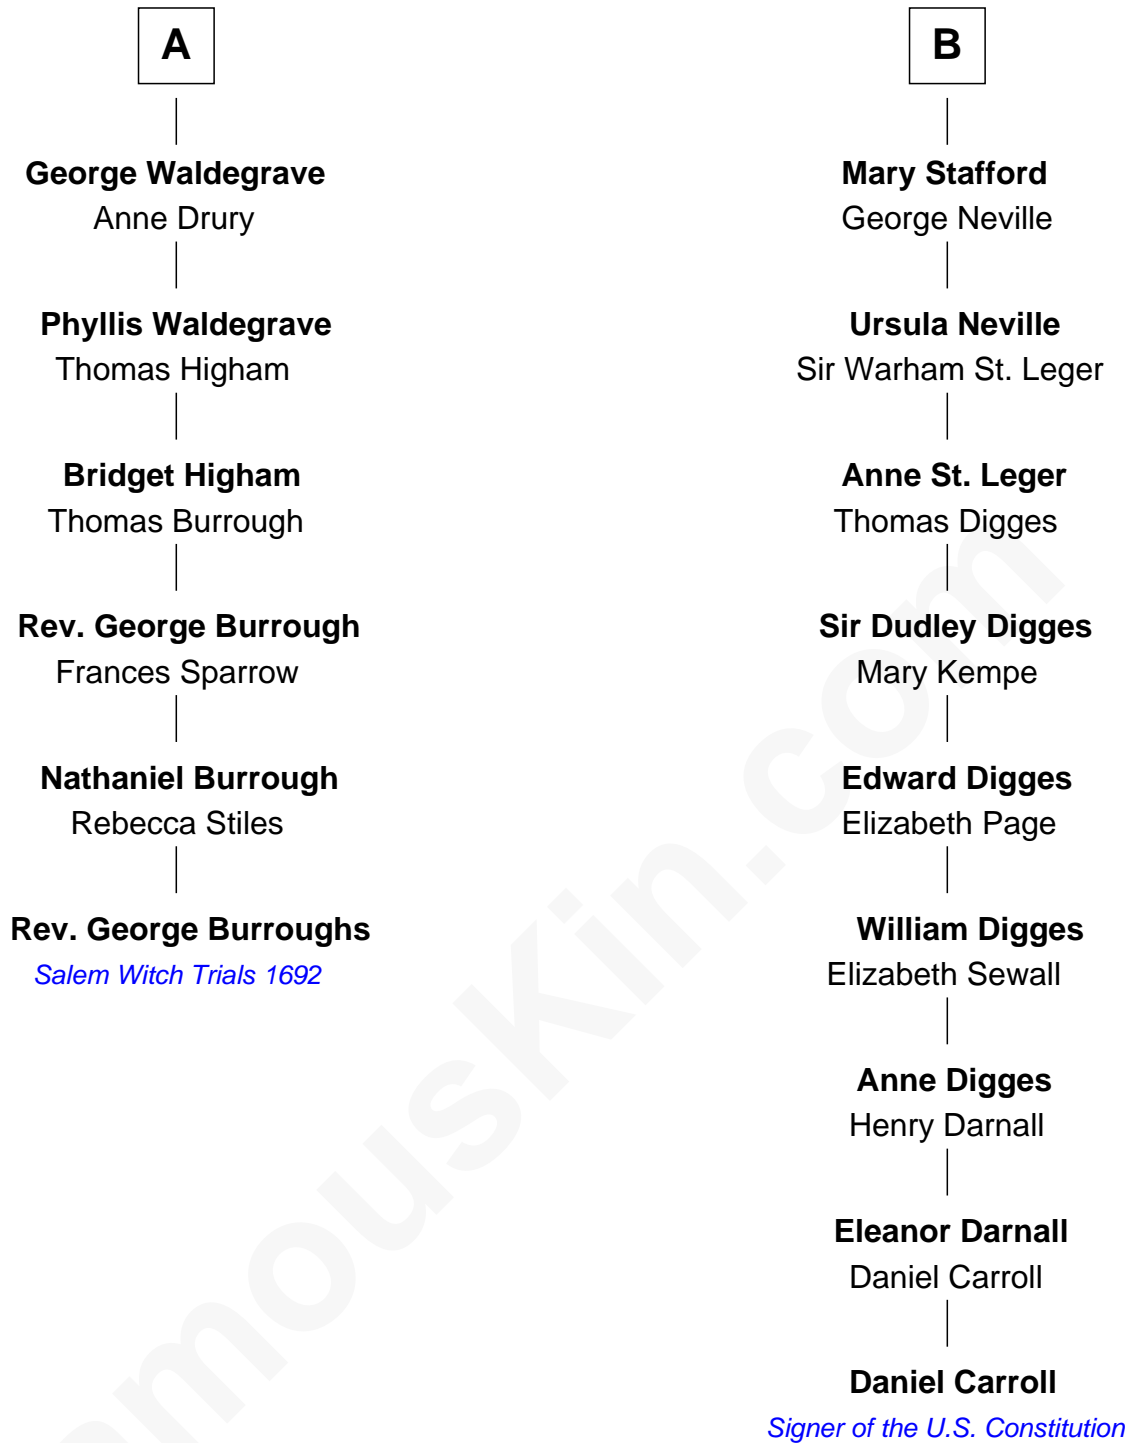 A
George Waldegrave
Anne Drury
Phyllis Waldegrave
Thomas Higham
Bridget Higham
Thomas Burrough
Rev. George Burrough
Frances Sparrow
Nathaniel Burrough
Rebecca Stiles
Rev. George Burroughs
Salem Witch Trials 1692
B
Mary Stafford
George Neville
Ursula Neville
Sir Warham St. Leger
Anne St. Leger
Thomas Digges
Sir Dudley Digges
Mary Kempe
Edward Digges
Elizabeth Page
William Digges
Elizabeth Sewall
Anne Digges
Henry Darnall
Eleanor Darnall
Daniel Carroll
Daniel Carroll
Signer of the U.S. Constitution
amouskin.com